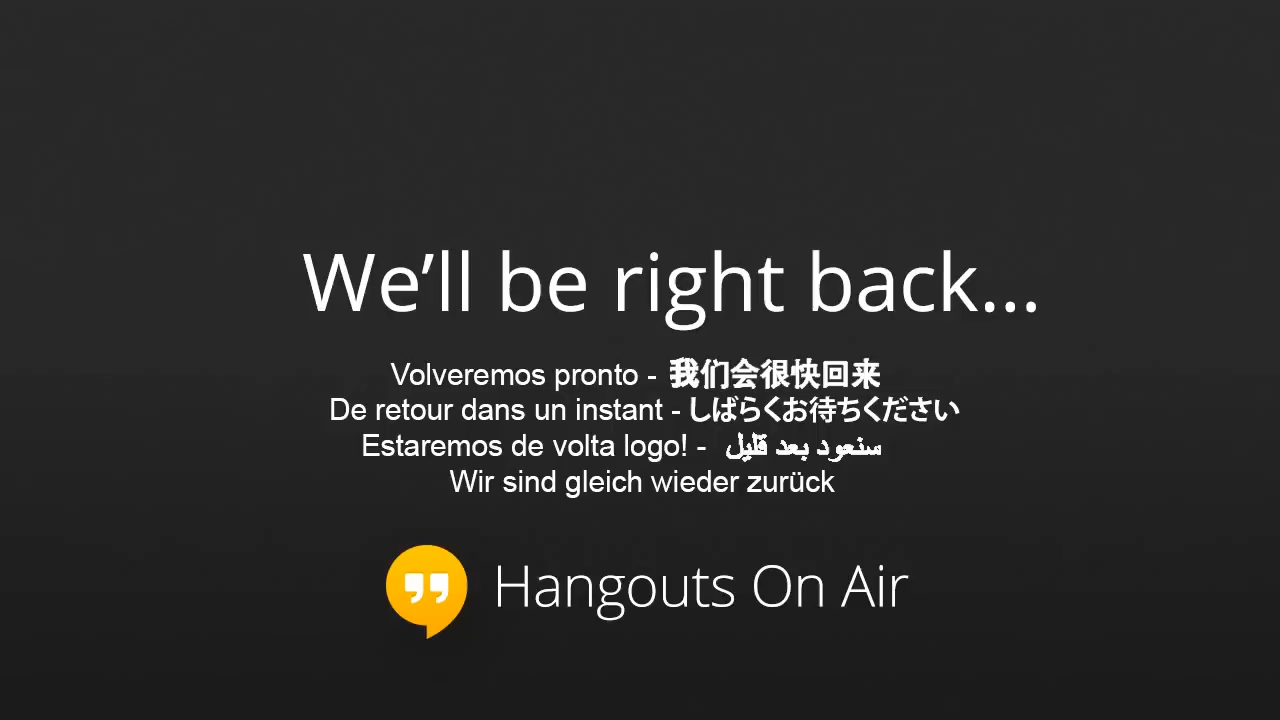 We'll be right back...
Volveremos pronto - 我们会很快回来
De retour dans un instant - しばらくお待ちください
Estaremos de volta logo! - سنعود بعد قليل
Wir sind gleich wieder zurück
Hangouts On Air